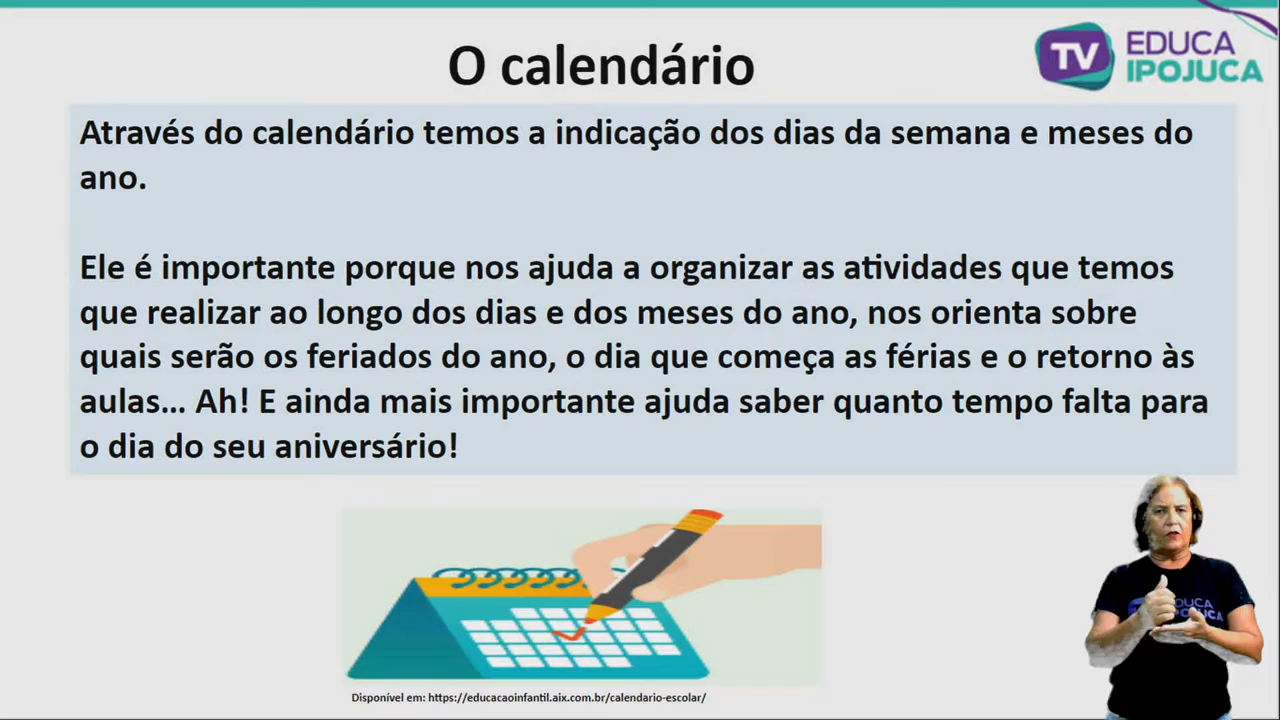 O calendário
TV EDUCA
IPOJUCA
Através do calendário temos a indicação dos dias da semana e meses do
ano.
Ele é importante porque nos ajuda a organizar as atividades que temos
que realizar ao longo dos dias e dos meses do ano, nos orienta sobre
quais serão os feriados do ano, o dia que começa as férias e o retorno às
aulas... Ah! E ainda mais importante ajuda saber quanto tempo falta para
o dia do seu aniversário!
EDUCA
IPOJUCA
Disponível em: https://educacaoinfantil.aix.com.br/calendario-escolar/